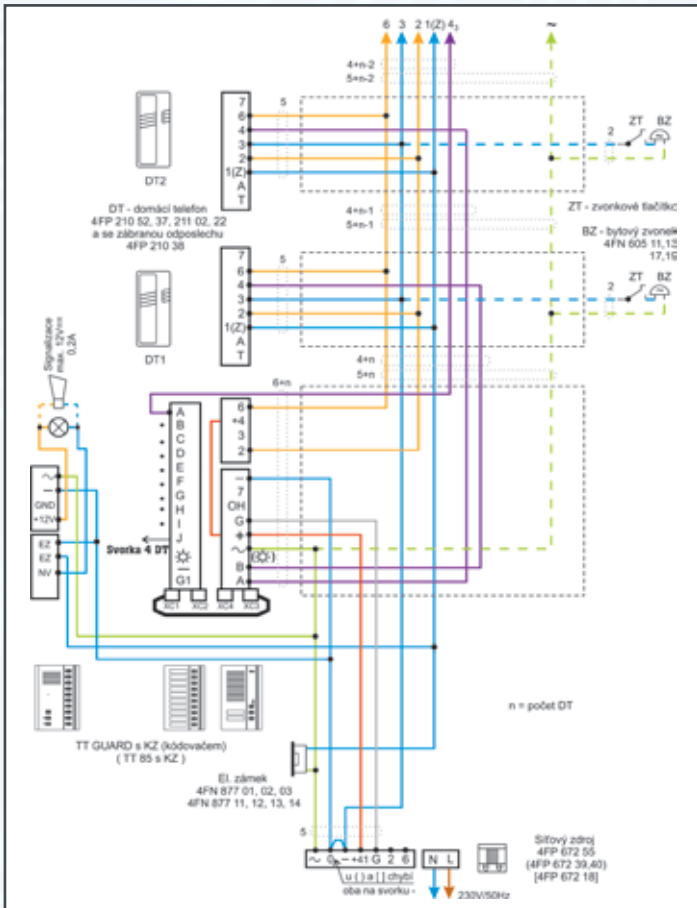 6 3 2 1(Z) 4₃ ~
4+n-2
5+n-2
7
6
4
3
2
1(Z)
A
T
5
DT2
2
ZT
BZ
DT - domácí telefon
4FP 210 52, 37, 211 02, 22
a se zábranou odposlechu
4FP 210 38
4+n-1
5+n-1
ZT - zvonkové tlačítko
BZ - bytový zvonek
4FN 605 11,13
17,19
7
6
4
3
2
1(Z)
A
T
5
DT1
2
ZT
BZ
4+n
5+n
6+n
Signalizace
max. 12V==
0,2A
~
−
GND
+12V
EZ
EZ
NV
A
B
C
D
E
F
G
H
I
J
−
G1
Svorka 4 DT
6
+4
3
2
−
7
OH
G
+
~
B
A
XC1 XC2 XC4 XC3
TT GUARD s KZ (kódovačem)
( TT 85 s KZ )
n = počet DT
El. zámek
4FN 877 01, 02, 03
4FN 877 11, 12, 13, 14
5
~ 0 − +41 G 2 6
N L
u ( ) a [ ] chybí
oba na svorku -
230V/50Hz
Síťový zdroj
4FP 672 55
(4FP 672 39,40)
[4FP 672 18]